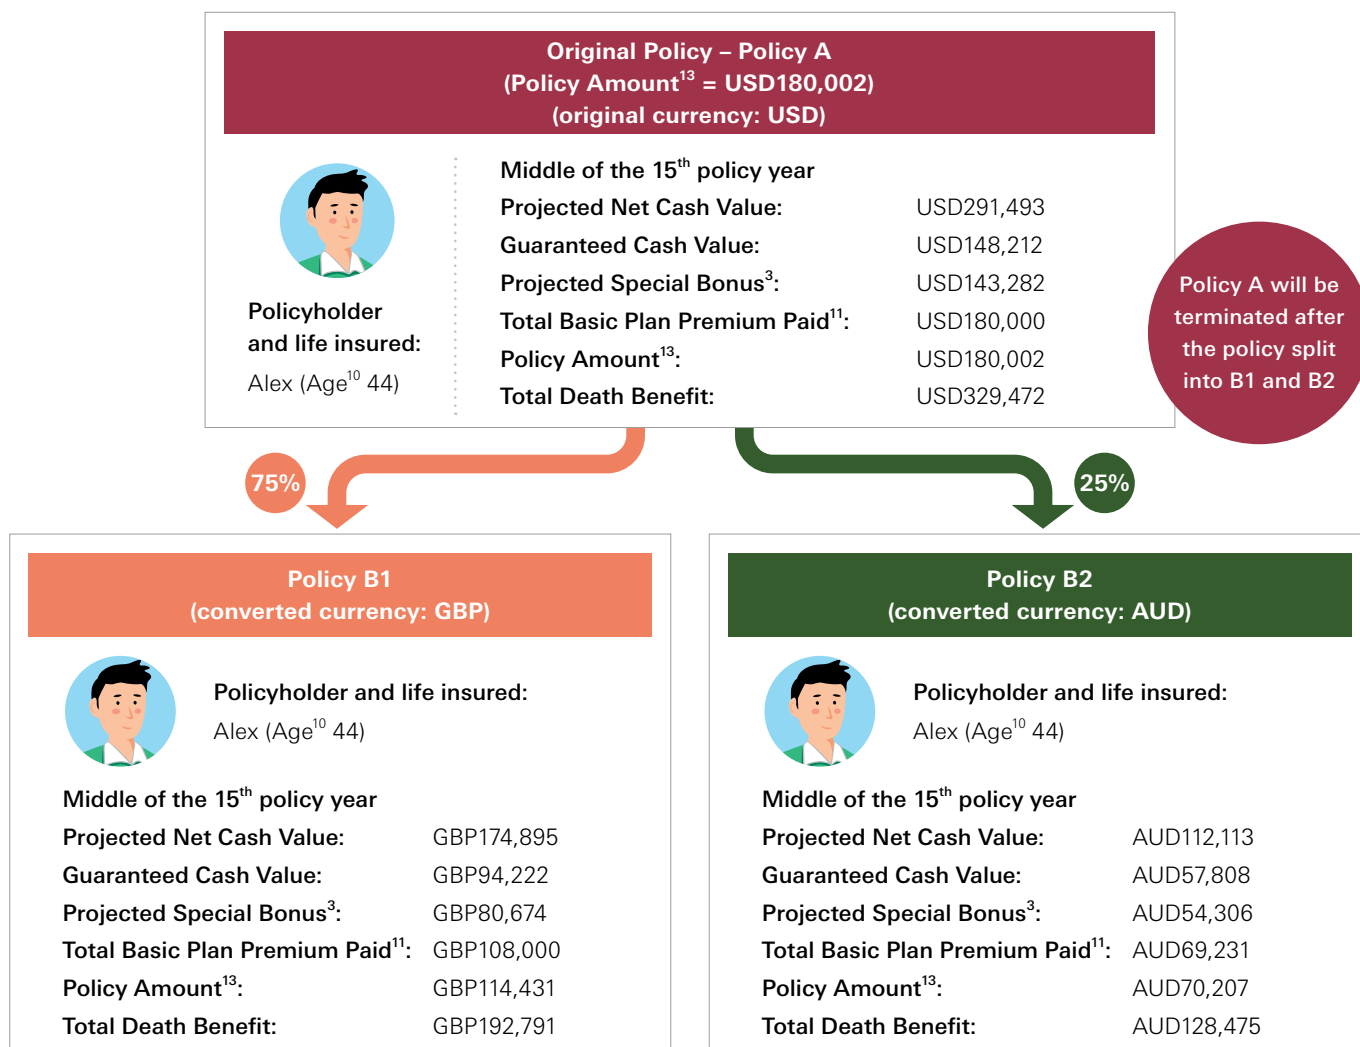 Original Policy – Policy A
(Policy Amount13 = USD180,002)
(original currency: USD)
Policyholder
and life insured:
Alex (Age10 44)
Middle of the 15th policy year
Projected Net Cash Value: USD291,493
Guaranteed Cash Value: USD148,212
Projected Special Bonus3: USD143,282
Total Basic Plan Premium Paid11: USD180,000
Policy Amount13: USD180,002
Total Death Benefit: USD329,472
Policy A will be
terminated after
the policy split
into B1 and B2
75%
25%
Policy B1
(converted currency: GBP)
Policyholder and life insured:
Alex (Age10 44)
Middle of the 15th policy year
Projected Net Cash Value: GBP174,895
Guaranteed Cash Value: GBP94,222
Projected Special Bonus3: GBP80,674
Total Basic Plan Premium Paid11: GBP108,000
Policy Amount13: GBP114,431
Total Death Benefit: GBP192,791
Policy B2
(converted currency: AUD)
Policyholder and life insured:
Alex (Age10 44)
Middle of the 15th policy year
Projected Net Cash Value: AUD112,113
Guaranteed Cash Value: AUD57,808
Projected Special Bonus3: AUD54,306
Total Basic Plan Premium Paid11: AUD69,231
Policy Amount13: AUD70,207
Total Death Benefit: AUD128,475